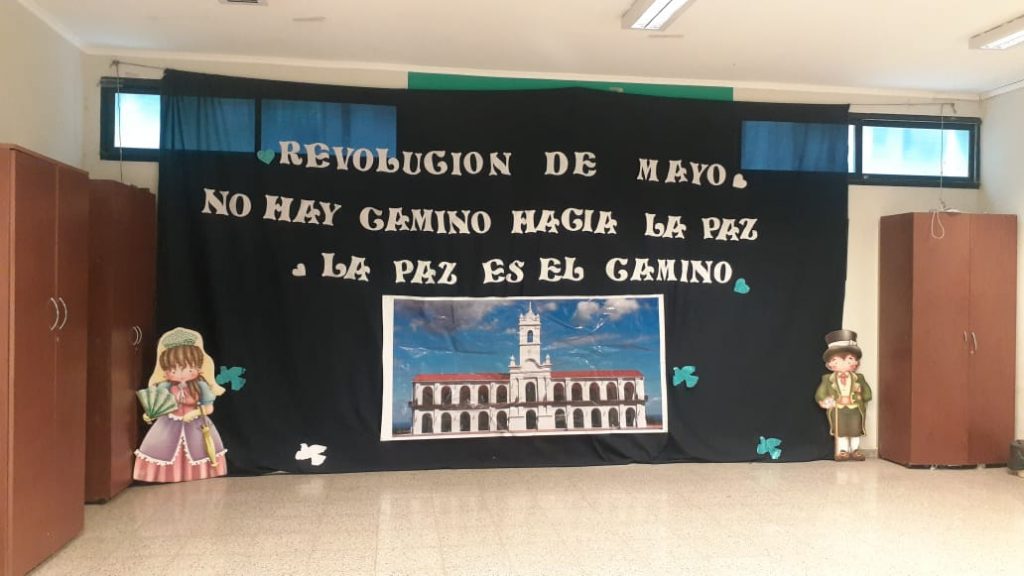 REVOLUCION DE MAYO
NO HAY CAMINO HACIA LA PAZ
LA PAZ ES EL CAMINO